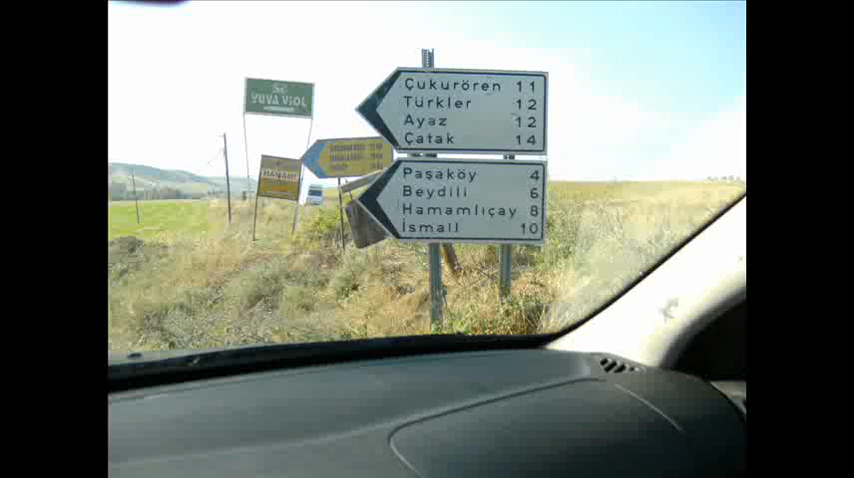 Çukurören 11
Türkler 12
Ayaz 12
Çatak 14
Paşaköy 4
Beydili 6
Hamamlıçay 8
İsmail 10
YUVA VİOL
HAMAM